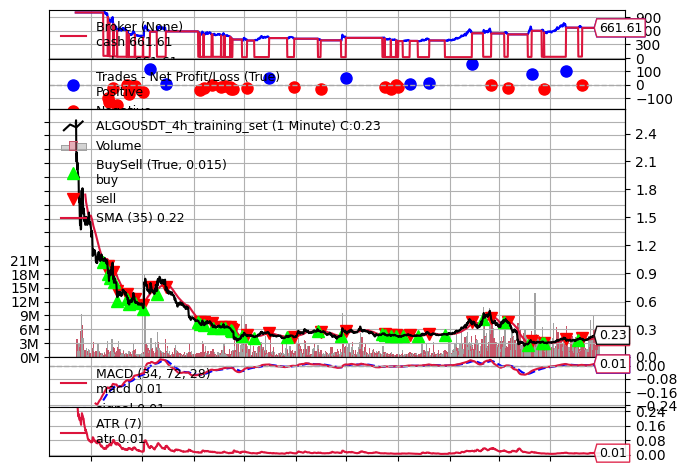 Broker (None)
cash 661.61
900
661.61
300
0
Trades - Net Profit/Loss (True)
Positive
100
0
−100
ALGOUSDT_4h_training_set (1 Minute) C:0.23
Volume
BuySell (True, 0.015)
buy
sell
SMA (35) 0.22
2.4
2.1
1.8
1.5
1.2
0.9
0.6
0.3
0.23
0.0
21M
18M
15M
12M
9M
6M
3M
0M
MACD (34, 72, 28)
macd 0.01
0.01
0.00
−0.08
−0.16
−0.24
ATR (7)
atr 0.01
0.24
0.16
0.08
0.01
0.00